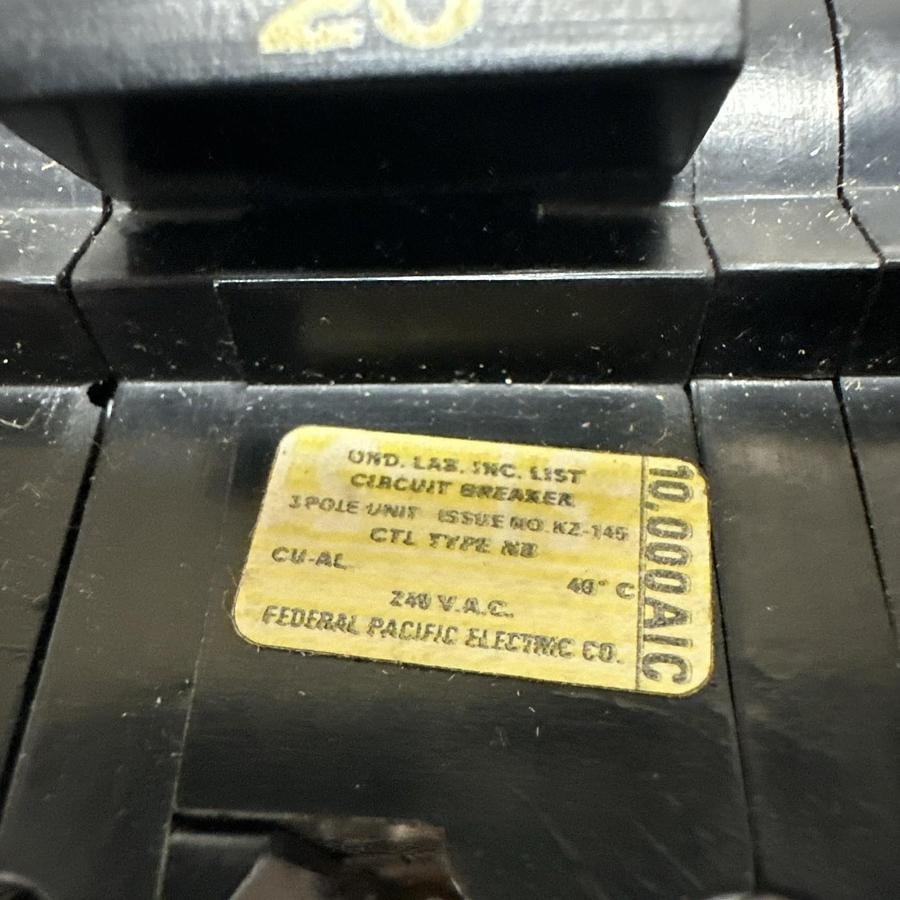 20
UND. LAB. INC. LIST
CIRCUIT BREAKER
3 POLE UNIT ISSUE NO. KZ-145
CTL TYPE NB
CU-AL
40° C
240 V.A.C.
FEDERAL PACIFIC ELECTRIC CO.
10,000AIC